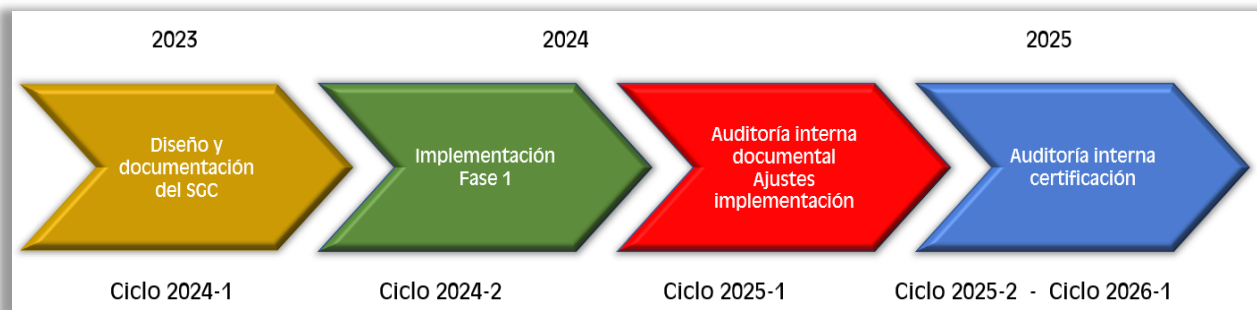 2023
2024
2025
Diseño y
documentación
del SGC
Implementación
Fase 1
Auditoría interna
documental
Ajustes
implementación
Auditoría interna
certificación
Ciclo 2024-1
Ciclo 2024-2
Ciclo 2025-1
Ciclo 2025-2 - Ciclo 2026-1